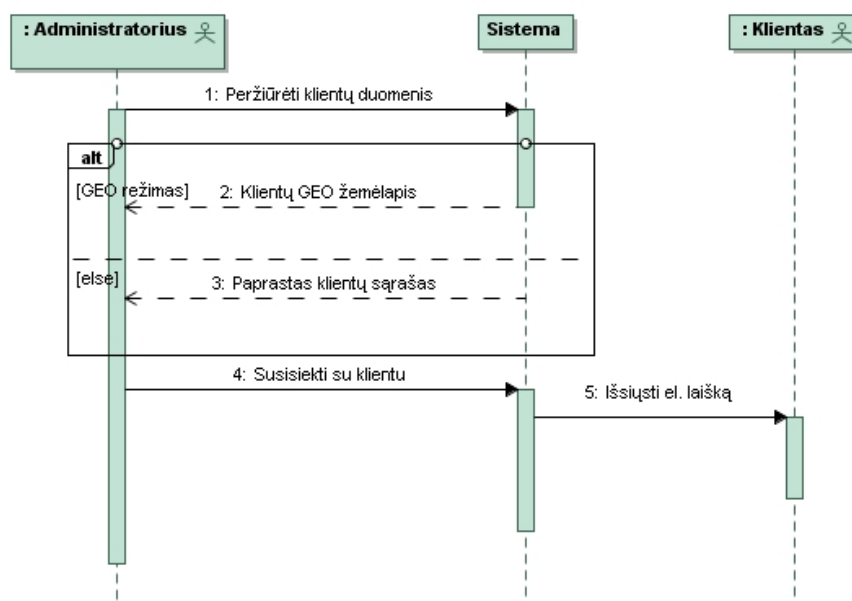 : Administratorius
Sistema
: Klientas
1: Peržiūrėti klientų duomenis
alt
[GEO režimas]
2: Klientų GEO žemėlapis
[else]
3: Paprastas klientų sąrašas
4: Susisiekti su klientu
5: Išsiųsti el. laišką